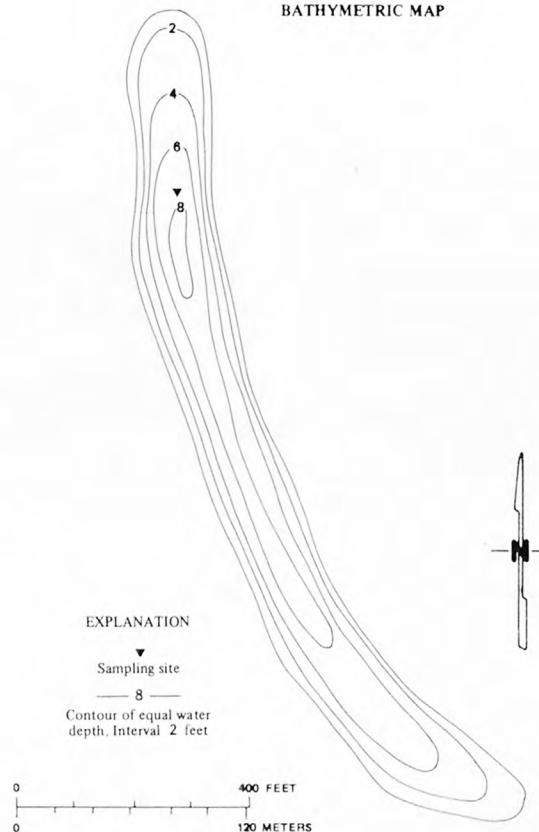 BATHYMETRIC MAP
2
4
6
8
N
EXPLANATION
Sampling site
8
Contour of equal water
depth. Interval 2 feet
0 400 FEET
0 120 METERS